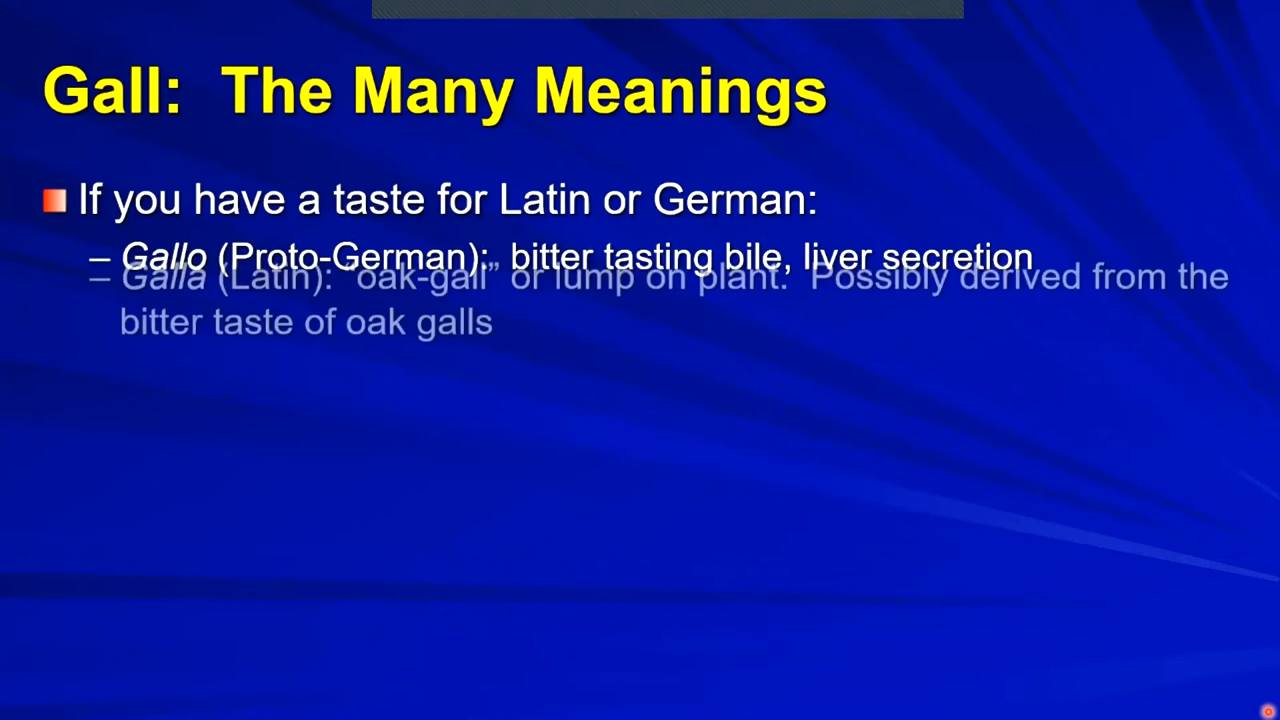 Gall: The Many Meanings
If you have a taste for Latin or German:
– Gallo (Proto-German): bitter tasting bile, liver secretion
– Galla (Latin): “oak-gall” or lump on plant. Possibly derived from the
bitter taste of oak galls